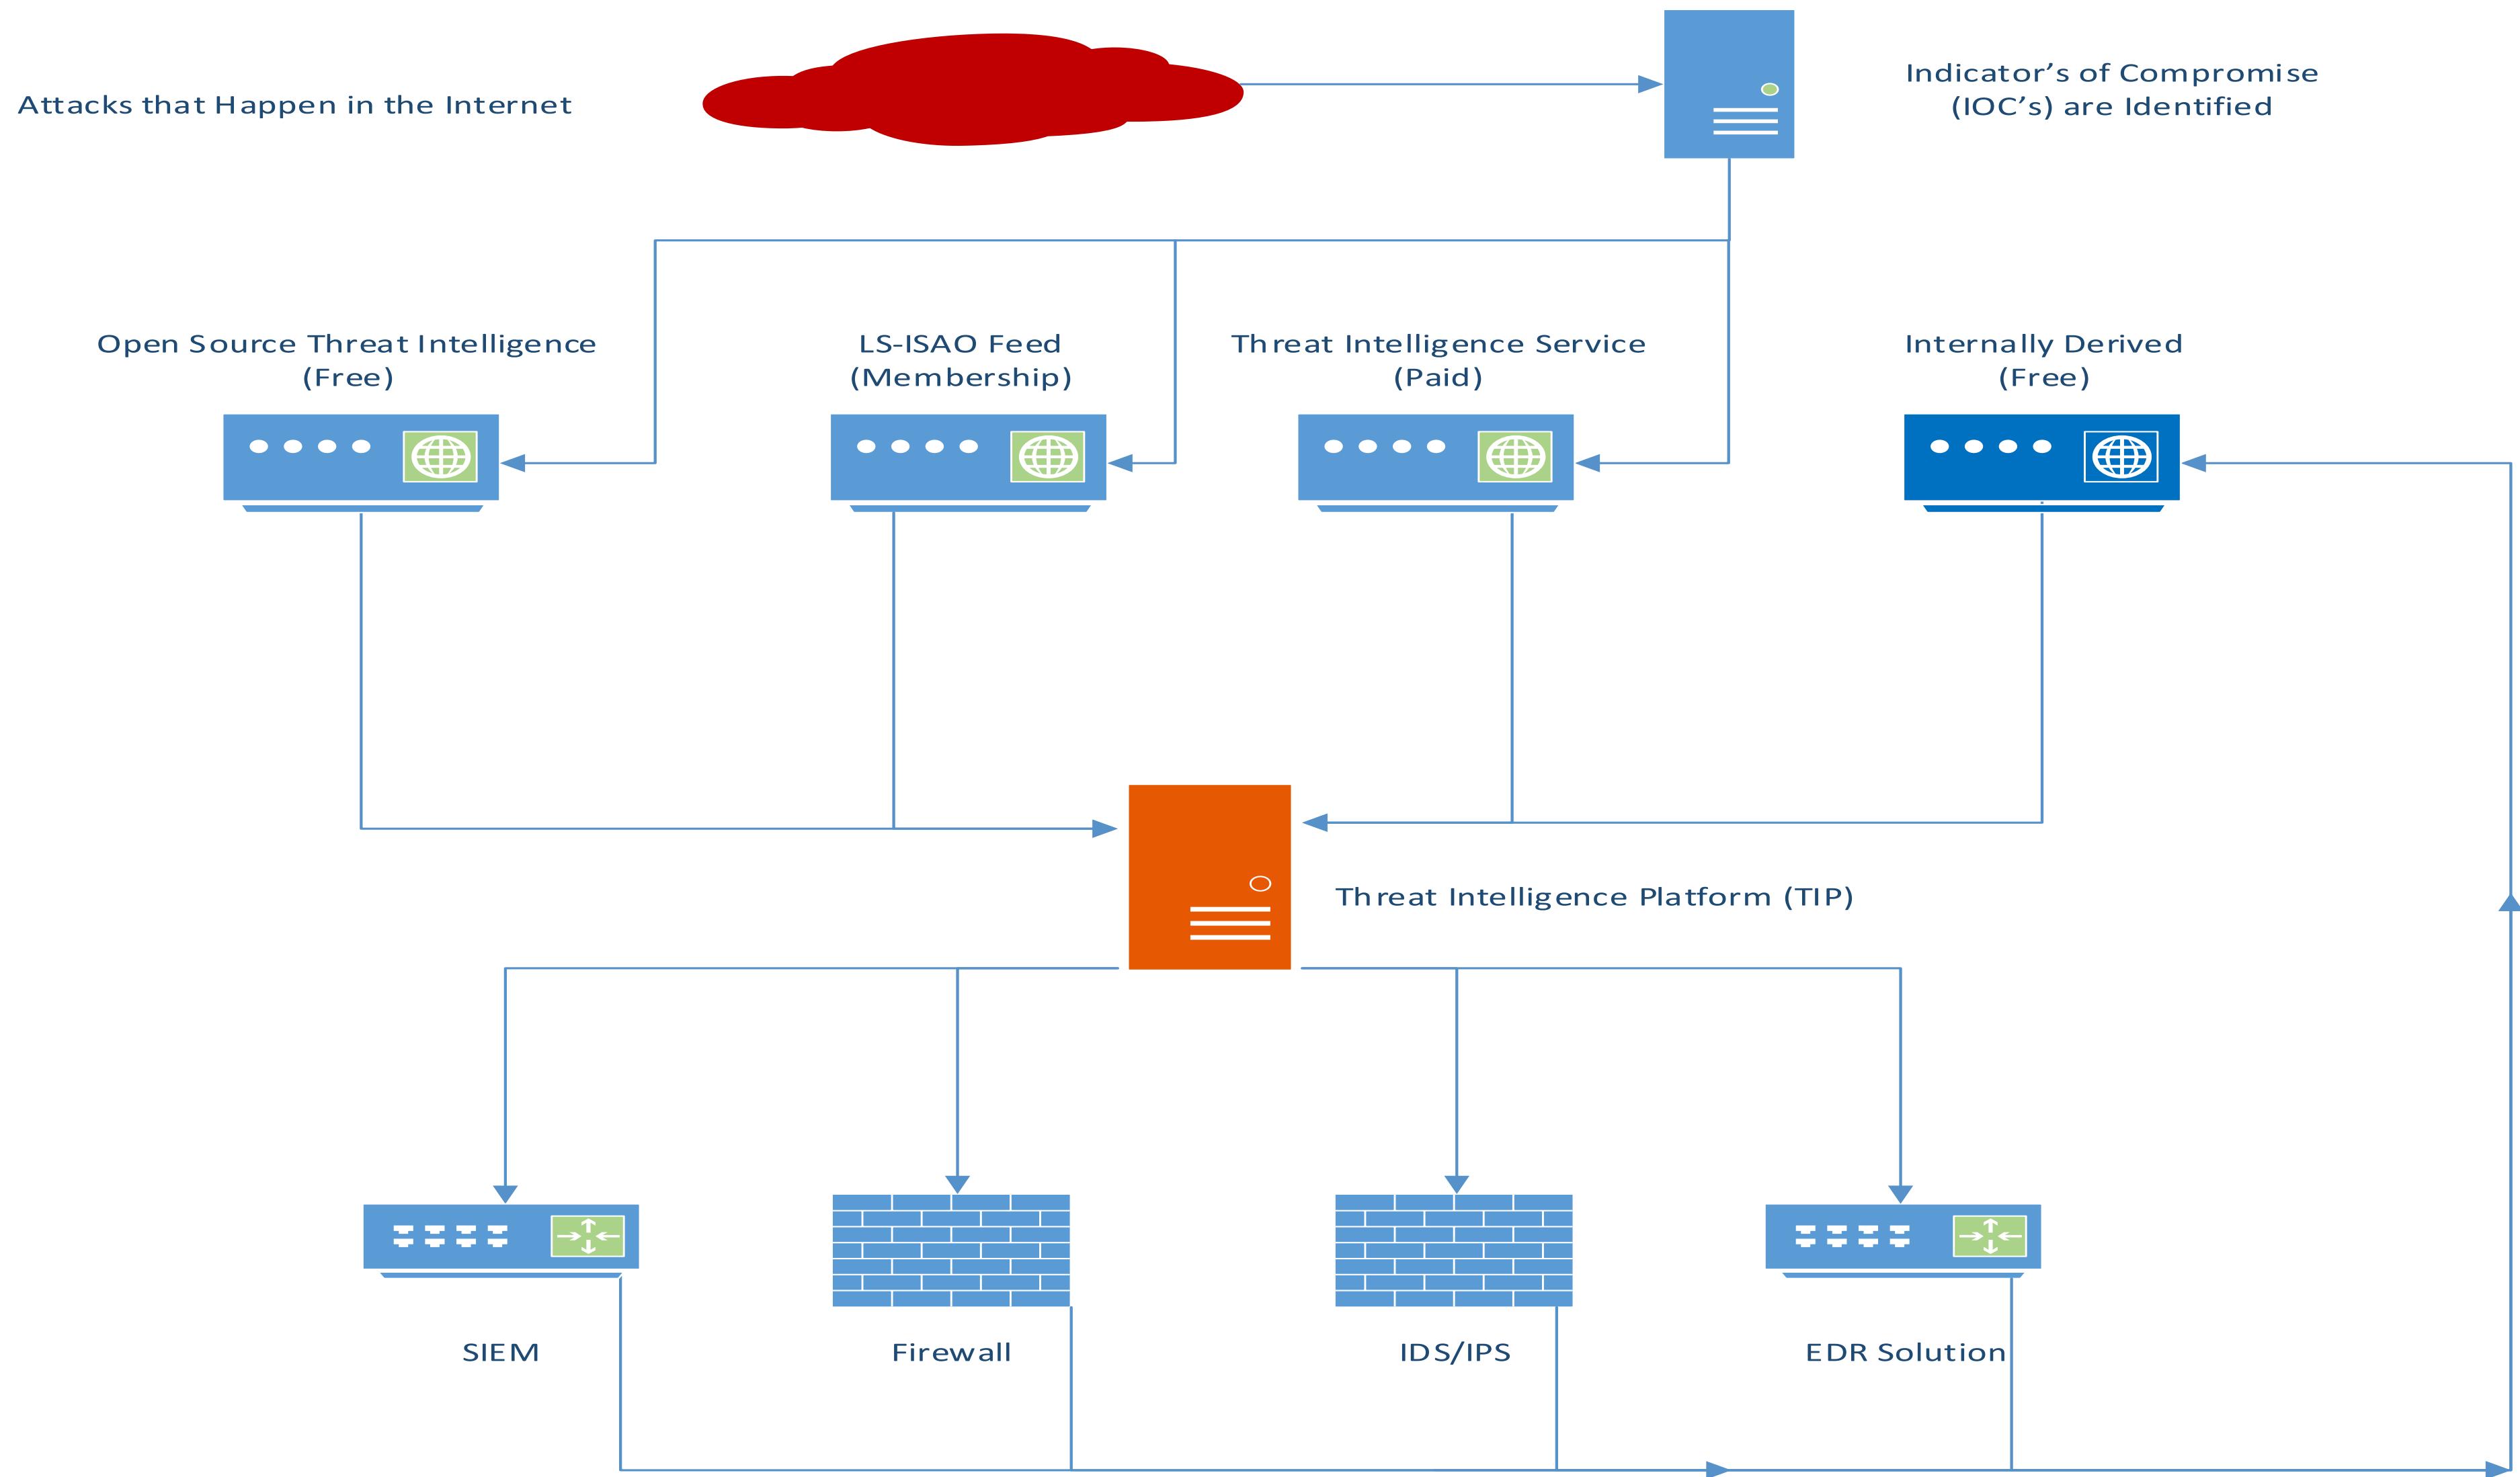 Attacks that Happen in the Internet
Indicator’s of Compromise
(IOC’s) are Identified
Open Source Threat Intelligence
(Free)
LS-ISAO Feed
(Membership)
Threat Intelligence Service
(Paid)
Internally Derived
(Free)
Threat Intelligence Platform (TIP)
SIEM
Firewall
IDS/IPS
EDR Solution